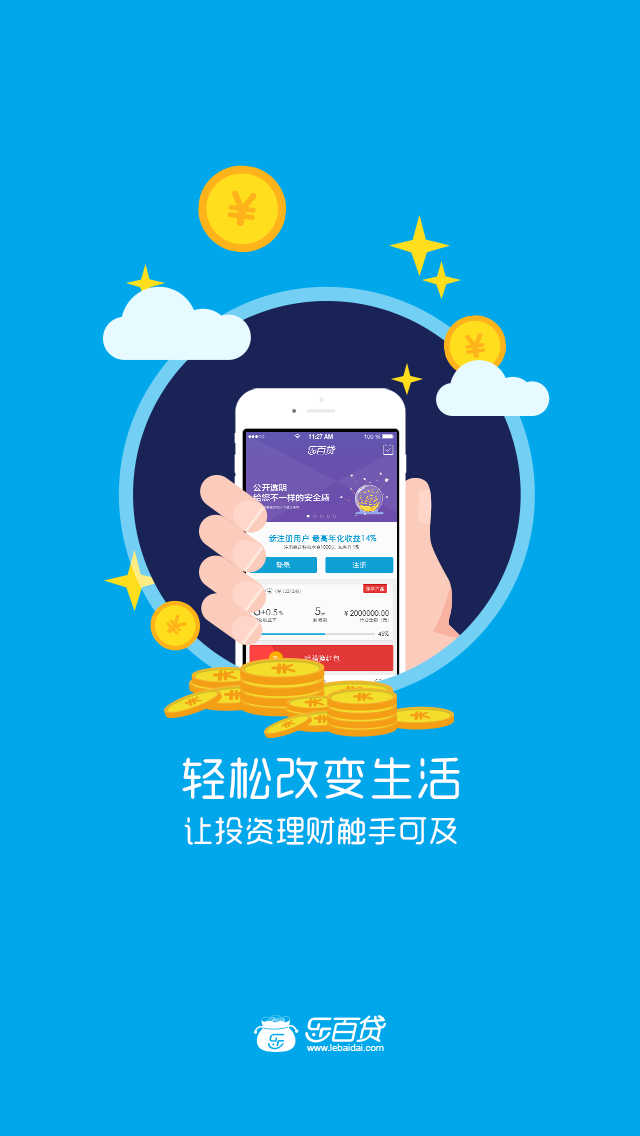 11:27 AM
100 %
乐百贷
公开透明
给您不一样的安全感
新注册用户 最高年化收益14%
登录
注册
+0.5%
5
¥2000000.00
45%
轻松改变生活
让投资理财触手可及
乐百贷
www.lebaidai.com